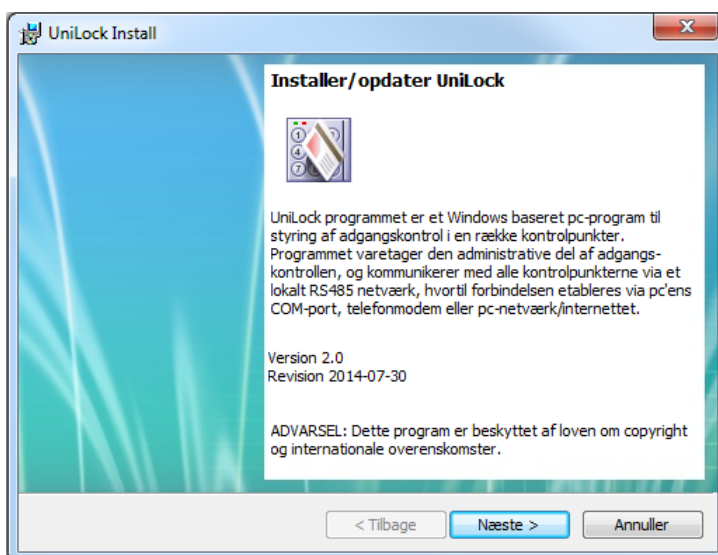 UniLock Install
Installer/opdater UniLock
UniLock programmet er et Windows baseret pc-program til
styring af adgangskontrol i en række kontrolpunkter.
Programmet varetager den administrative del af adgangs-
kontrollen, og kommunikerer med alle kontrolpunkterne via et
lokalt RS485 netværk, hvortil forbindelsen etableres via pc'ens
COM-port, telefonmodem eller pc-netværk/internettet.
Version 2.0
Revision 2014-07-30
ADVARSEL: Dette program er beskyttet af loven om copyright
og internationale overenskomster.
< Tilbage Næste > Annuller